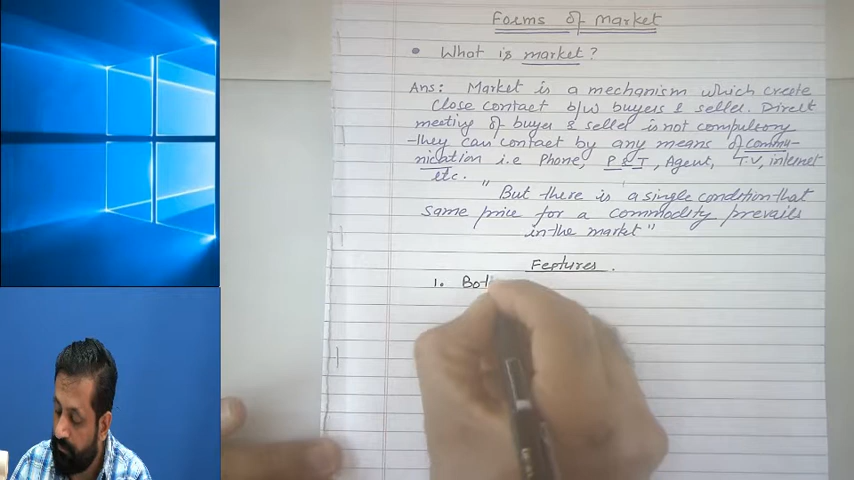 Forms of market
• What is market?
Ans: Market is a mechanism which create
close contact b/w buyers & seller. Direct
meeting of buyer & seller is not compulsory
they can contact by any means of commu-
nication i.e Phone, P & T, Agent, T.V, internet
etc.
"But there is a single condition that
same price for a commodity prevails
in the market"
Features.
1. Bot